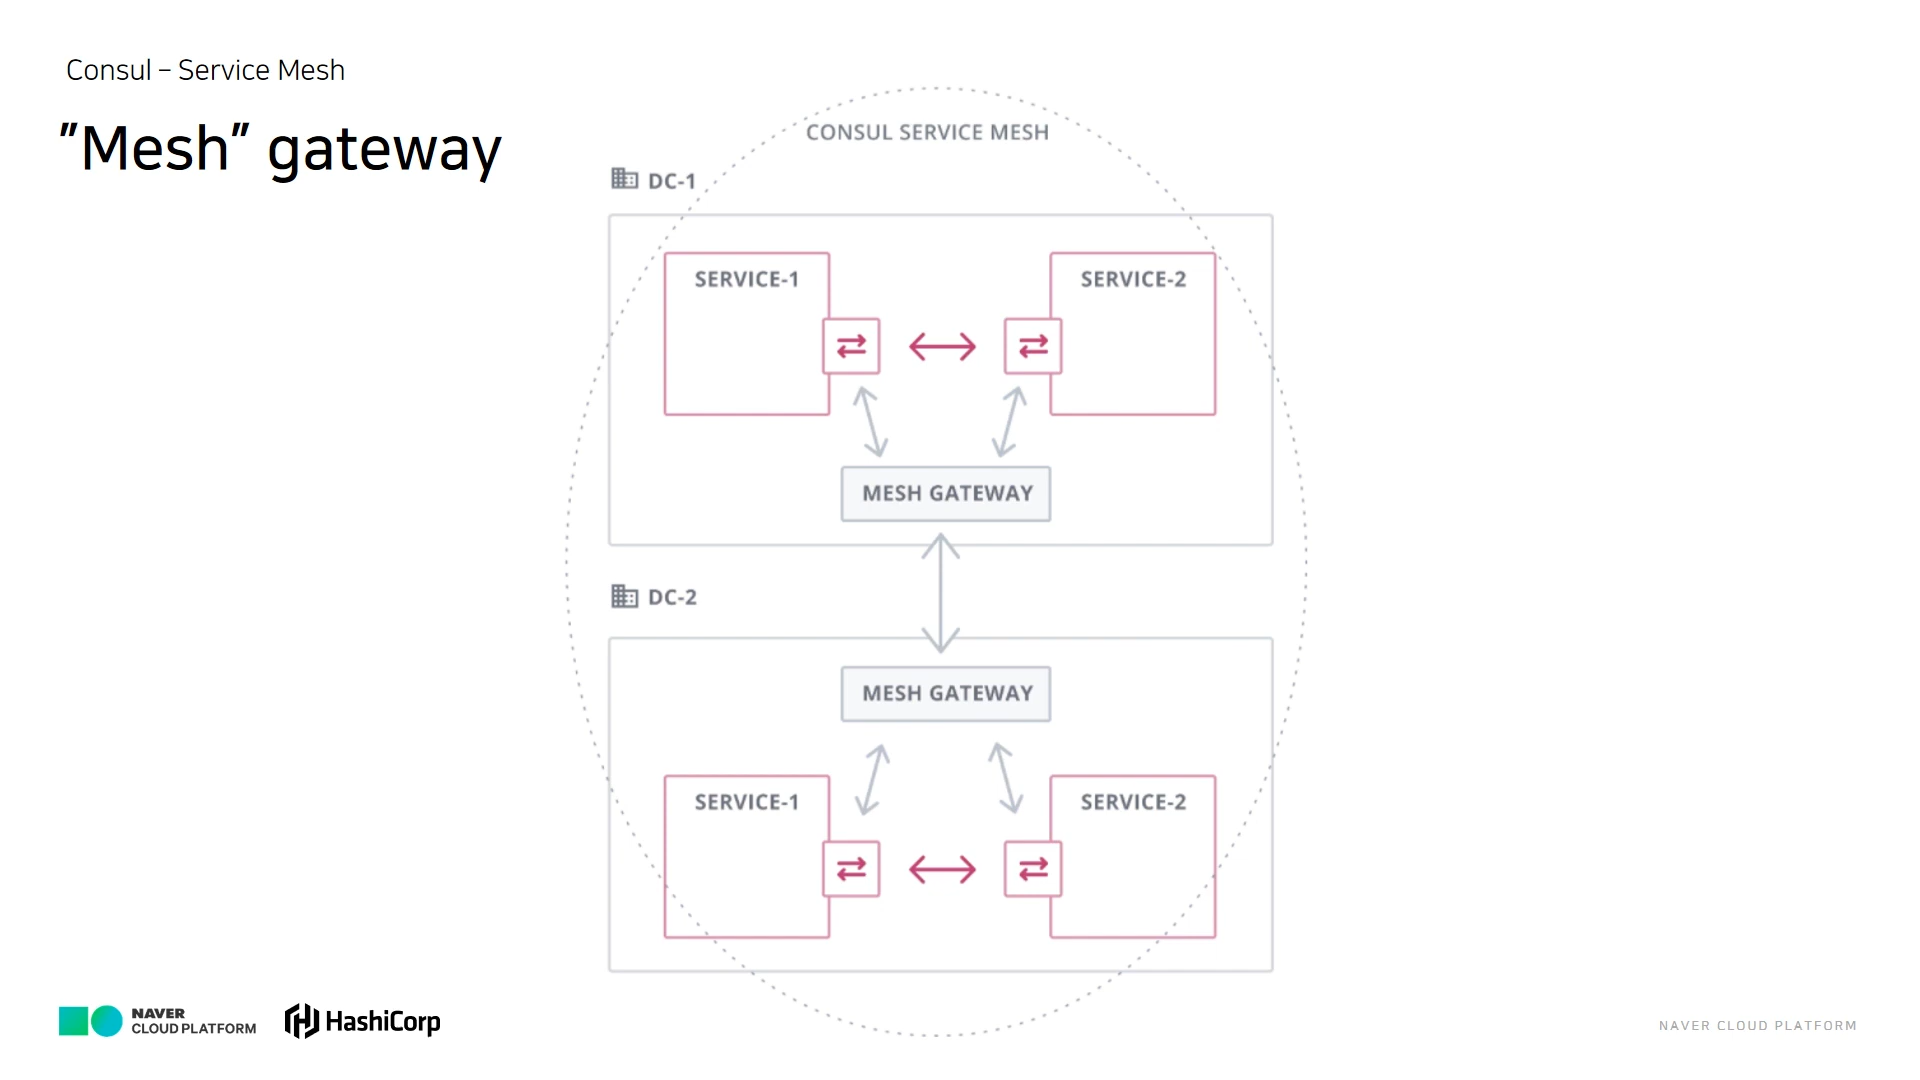 Consul – Service Mesh
”Mesh” gateway
CONSUL SERVICE MESH
DC-1
SERVICE-1
SERVICE-2
MESH GATEWAY
DC-2
MESH GATEWAY
SERVICE-1
SERVICE-2
NAVER
CLOUD PLATFORM
HashiCorp
NAVER CLOUD PLATFORM